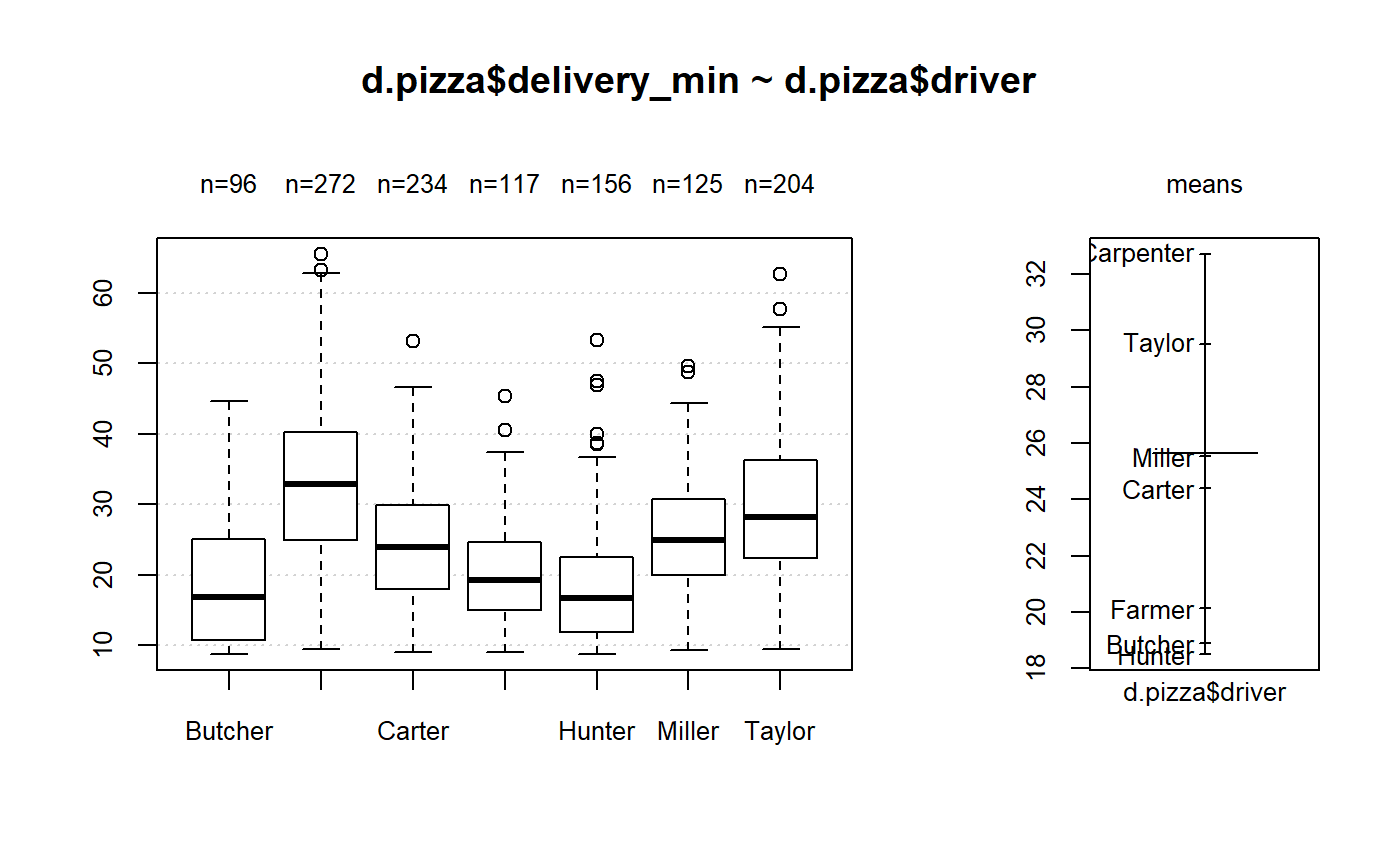 d.pizza$delivery_min ~ d.pizza$driver
n=96 n=272 n=234 n=117 n=156 n=125 n=204
60
50
40
30
20
10
Butcher Carter Hunter Miller Taylor
means
32
30
28
26
24
22
20
18
Carpenter
Taylor
Miller
Carter
Farmer
Butcher
Hunter
d.pizza$driver